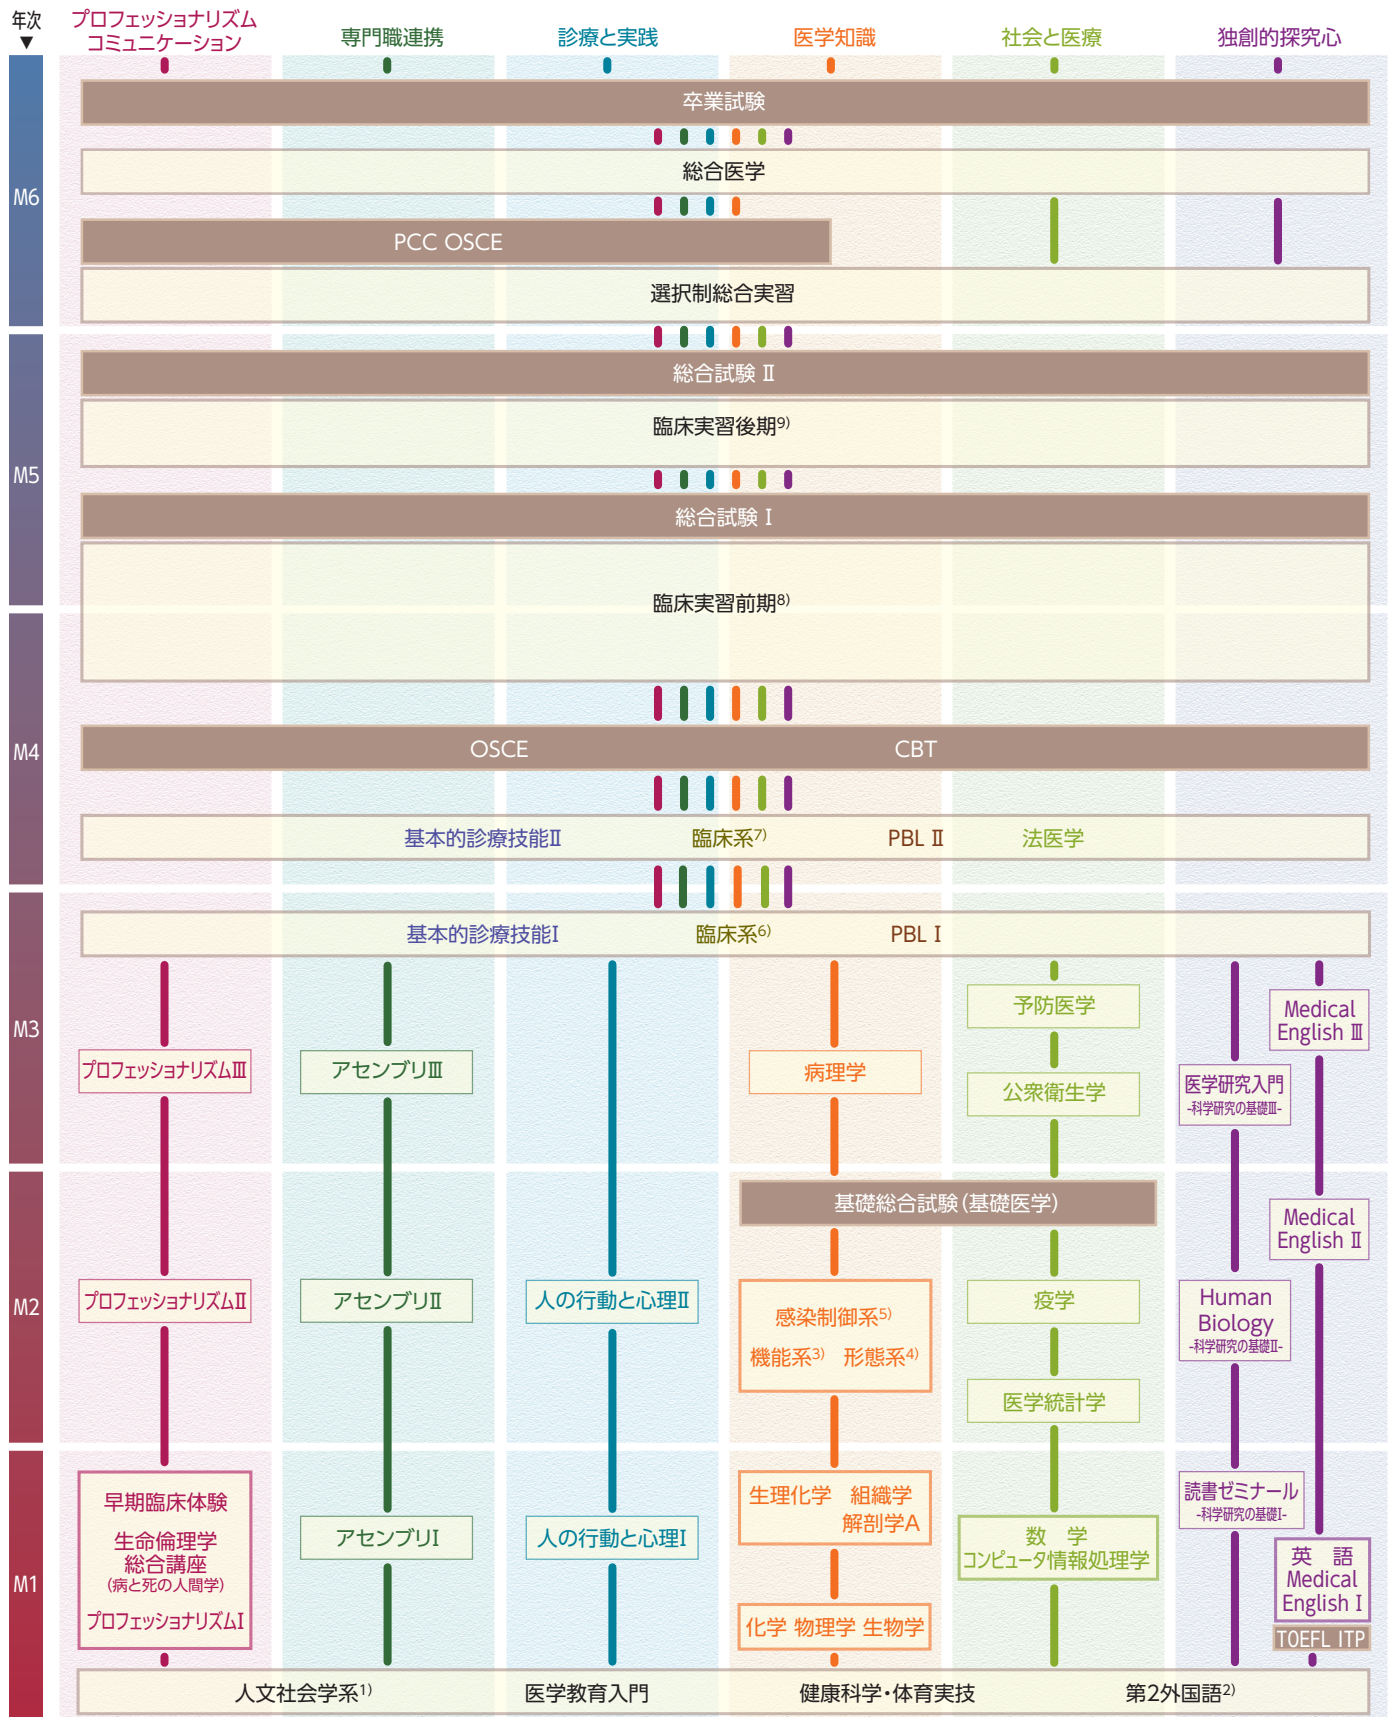 年次
▼
プロフェッショナリズム
コミュニケーション
専門職連携
診療と実践
医学知識
社会と医療
独創的探究心
M6
卒業試験
総合医学
PCC OSCE
選択制総合実習
M5
総合試験 Ⅱ
臨床実習後期9)
総合試験 Ⅰ
臨床実習前期8)
M4
OSCE
CBT
基本的診療技能Ⅱ
臨床系7)
PBL Ⅱ
法医学
M3
基本的診療技能Ⅰ
臨床系6)
PBL Ⅰ
予防医学
Medical
English Ⅲ
プロフェッショナリズムⅢ
アセンブリⅢ
病理学
公衆衛生学
医学研究入門
-科学研究の基礎Ⅲ-
M2
基礎総合試験(基礎医学)
Medical
English Ⅱ
プロフェッショナリズムⅡ
アセンブリⅡ
人の行動と心理Ⅱ
感染制御系5)
機能系3) 形態系4)
疫学
Human
Biology
-科学研究の基礎Ⅱ-
医学統計学
M1
早期臨床体験
生命倫理学
総合講座
(病と死の人間学)
プロフェッショナリズムⅠ
アセンブリⅠ
人の行動と心理Ⅰ
生理化学 組織学
解剖学A
数 学
コンピュータ情報処理学
読書ゼミナール
-科学研究の基礎Ⅰ-
英 語
Medical
English Ⅰ
TOEFL ITP
化学 物理学 生物学
人文社会学系1)
医学教育入門
健康科学・体育実技
第2外国語2)